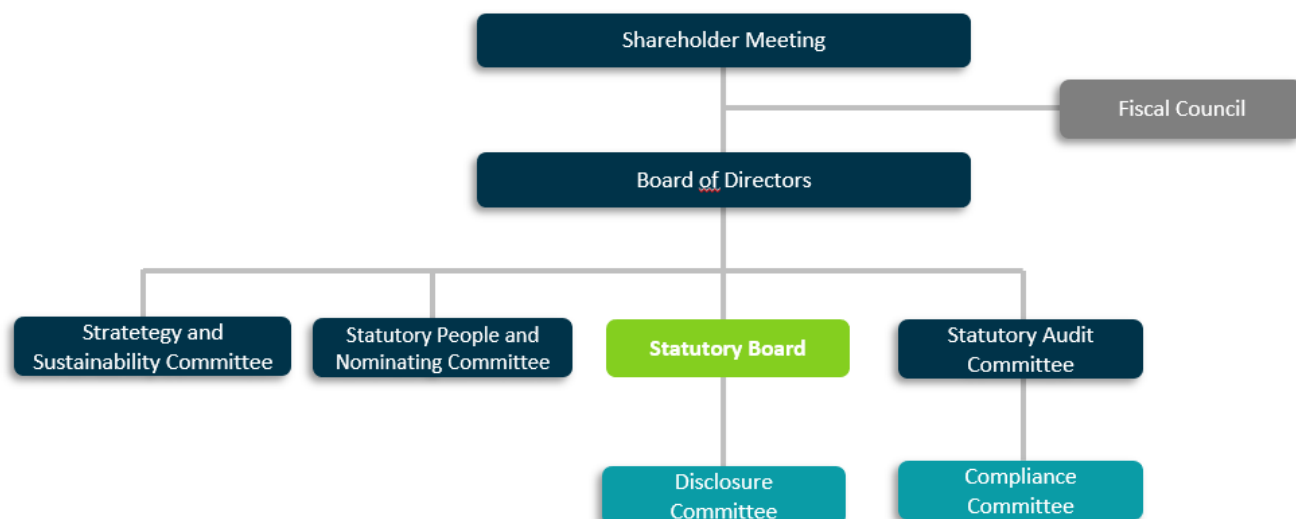 Shareholder Meeting
Fiscal Council
Board of Directors
Stratetegy and
Sustainability Committee
Statutory People and
Nominating Committee
Statutory Board
Statutory Audit
Committee
Disclosure
Committee
Compliance
Committee